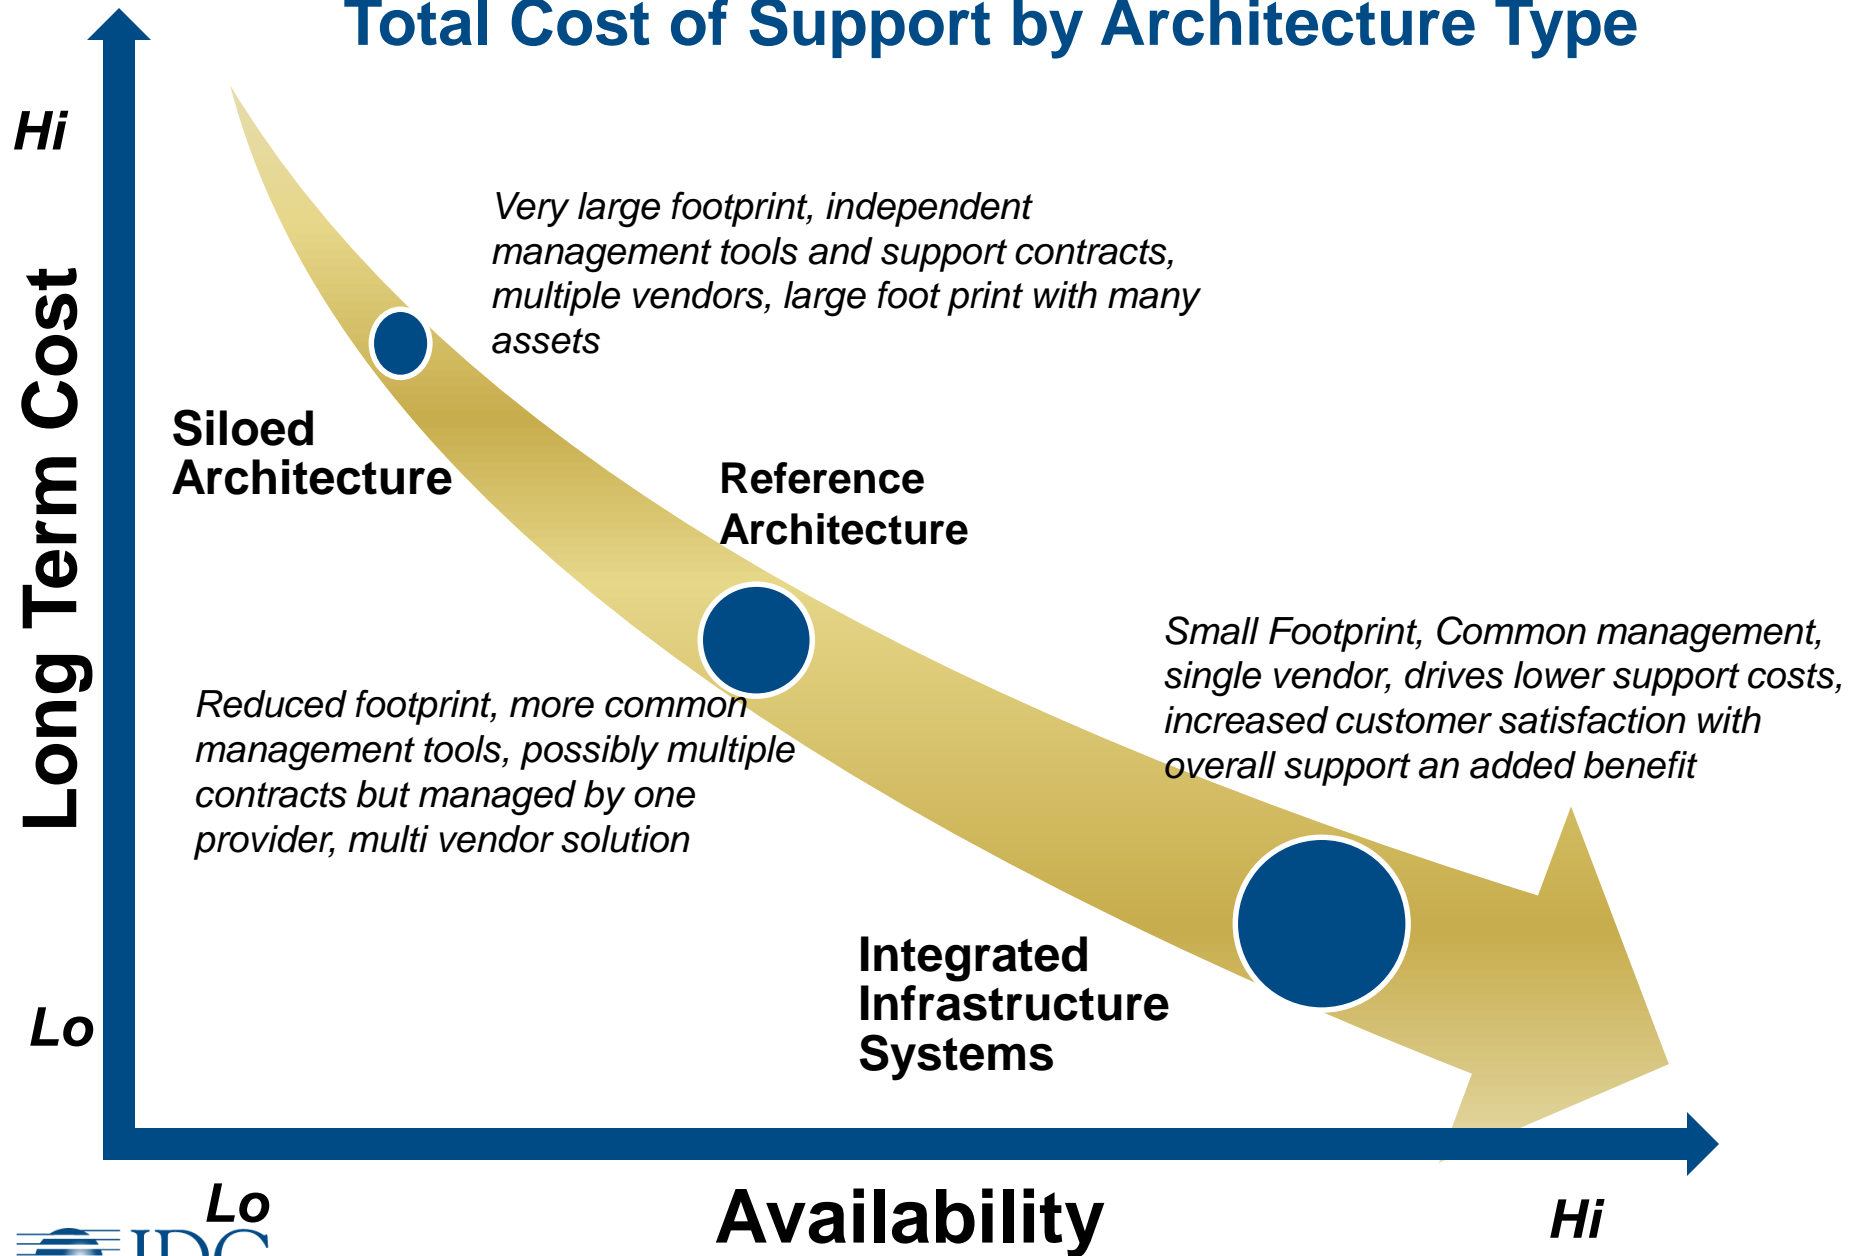 Total Cost of Support by Architecture Type
Hi
Very large footprint, independent
management tools and support contracts,
multiple vendors, large foot print with many
assets
Long Term Cost
Siloed
Architecture
Reference
Architecture
Small Footprint, Common management,
single vendor, drives lower support costs,
increased customer satisfaction with
overall support an added benefit
Reduced footprint, more common
management tools, possibly multiple
contracts but managed by one
provider, multi vendor solution
Integrated
Infrastructure
Systems
Lo
Lo
Availability
Hi
IDC